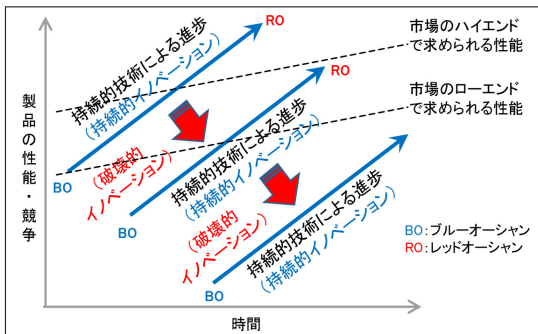 製品の性能・競争
時間
市場のハイエンド
で求められる性能
市場のローエンド
で求められる性能
RO
持続的技術による進歩
（持続的イノベーション）
BO
（破壊的
イノベーション）
RO
持続的技術による進歩
（持続的イノベーション）
BO
（破壊的
イノベーション）
持続的技術による進歩
（持続的イノベーション）
BO
BO:ブルーオーシャン
RO:レッドオーシャン